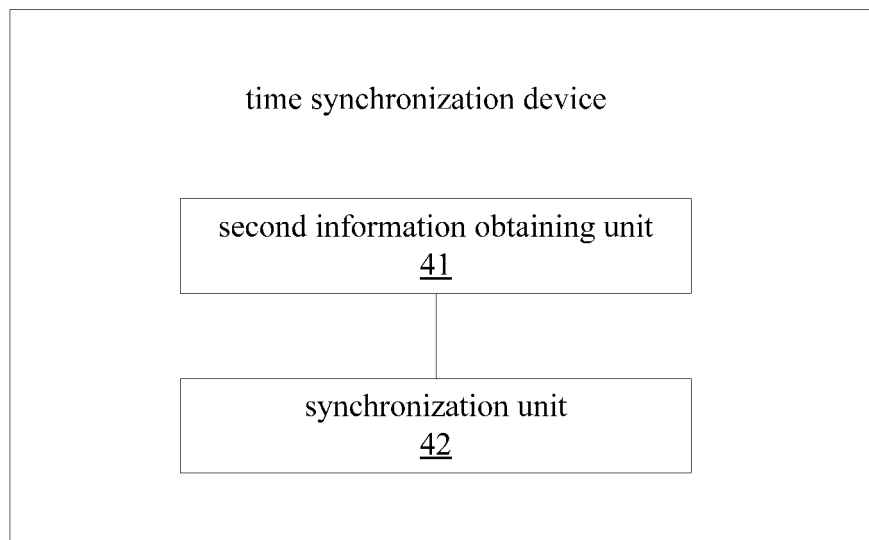 time synchronization device
second information obtaining unit
41
synchronization unit
42